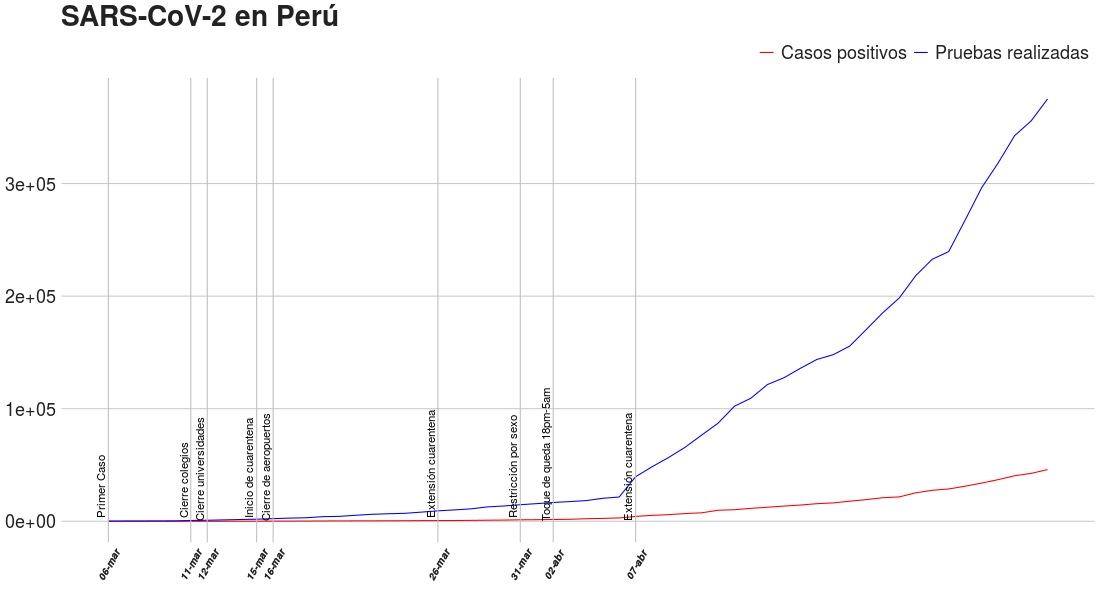 SARS-CoV-2 en Perú
Casos positivos
Pruebas realizadas
3e+05
2e+05
1e+05
0e+00
Primer Caso
Cierre colegios
Cierre universidades
Inicio de cuarentena
Cierre de aeropuertos
Extensión cuarentena
Restricción por sexo
Toque de queda 18pm-5am
Extensión cuarentena
06-mar
11-mar
12-mar
15-mar
16-mar
26-mar
31-mar
02-abr
07-abr